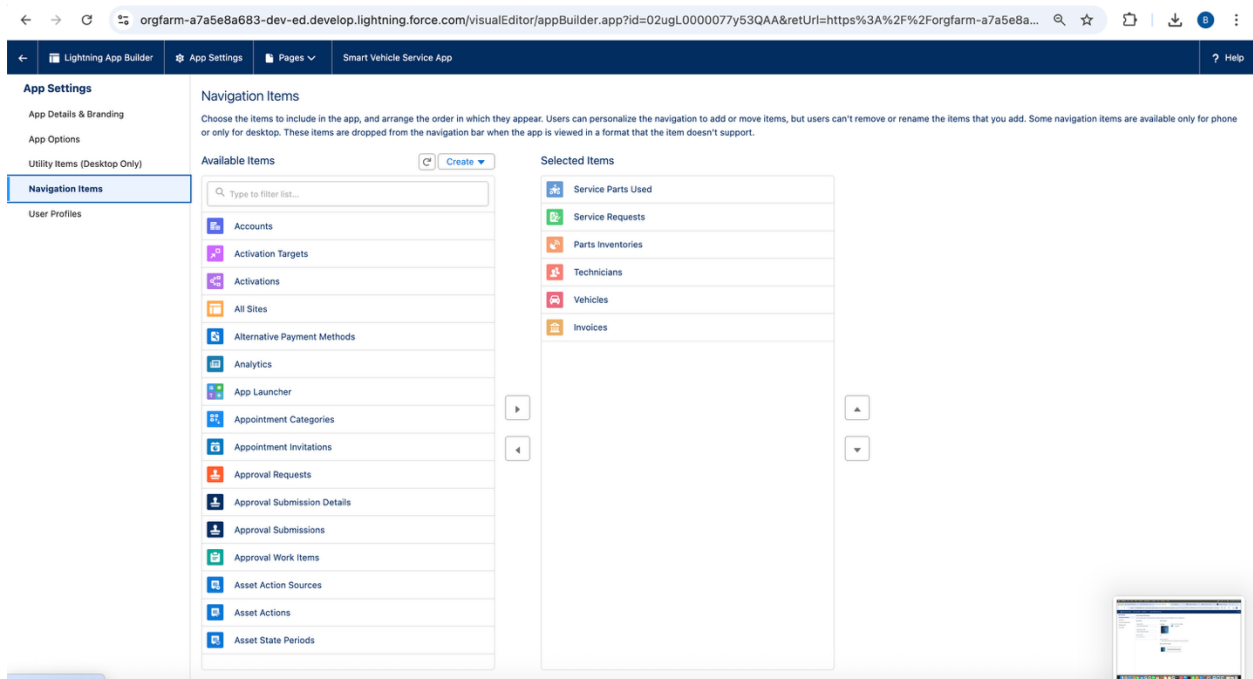 orgfarm-a7a5e8a683-dev-ed.develop.lightning.force.com/visualEditor/appBuilder.app?id=02ugL0000077y53QAA&retUrl=https%3A%2F%2Forgfarm-a7a5e8a... B
Lightning App Builder App Settings Pages Smart Vehicle Service App ? Help
App Settings
App Details & Branding
App Options
Utility Items (Desktop Only)
Navigation Items
User Profiles
Navigation Items
Choose the items to include in the app, and arrange the order in which they appear. Users can personalize the navigation to add or move items, but users can't remove or rename the items that you add. Some navigation items are available only for phone
or only for desktop. These items are dropped from the navigation bar when the app is viewed in a format that the item doesn't support.
Available Items
Create
Type to filter list...
Accounts
Activation Targets
Activations
All Sites
Alternative Payment Methods
Analytics
App Launcher
Appointment Categories
Appointment Invitations
Approval Requests
Approval Submission Details
Approval Submissions
Approval Work Items
Asset Action Sources
Asset Actions
Asset State Periods
Selected Items
Service Parts Used
Service Requests
Parts Inventories
Technicians
Vehicles
Invoices